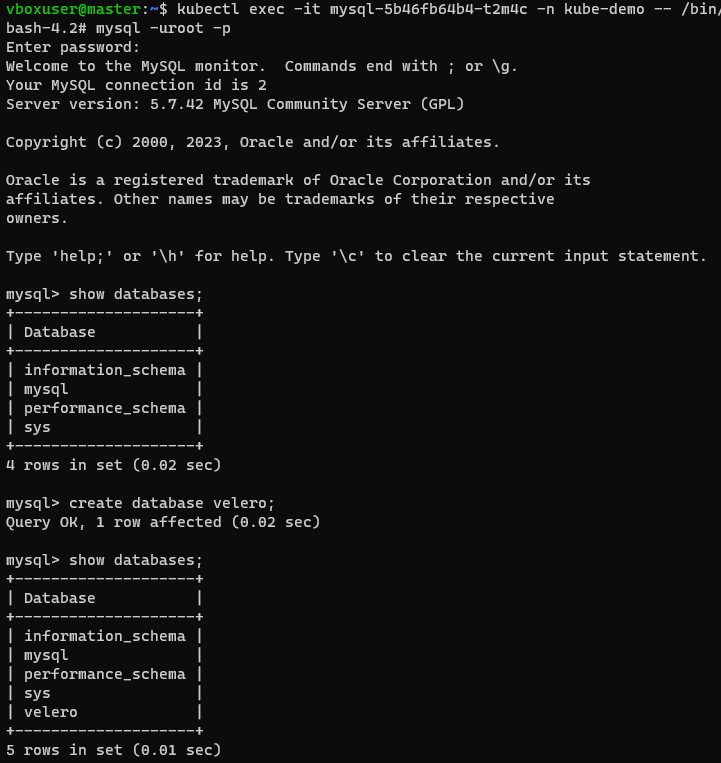 vboxuser@master:~$ kubectl exec -it mysql-5b46fb64b4-t2m4c -n kube-demo -- /bin/
bash-4.2# mysql -uroot -p
Enter password:
Welcome to the MySQL monitor.  Commands end with ; or \g.
Your MySQL connection id is 2
Server version: 5.7.42 MySQL Community Server (GPL)

Copyright (c) 2000, 2023, Oracle and/or its affiliates.

Oracle is a registered trademark of Oracle Corporation and/or its
affiliates. Other names may be trademarks of their respective
owners.

Type 'help;' or '\h' for help. Type '\c' to clear the current input statement.

mysql> show databases;
+--------------------+
| Database           |
+--------------------+
| information_schema |
| mysql              |
| performance_schema |
| sys                |
+--------------------+
4 rows in set (0.02 sec)

mysql> create database velero;
Query OK, 1 row affected (0.02 sec)

mysql> show databases;
+--------------------+
| Database           |
+--------------------+
| information_schema |
| mysql              |
| performance_schema |
| sys                |
| velero             |
+--------------------+
5 rows in set (0.01 sec)